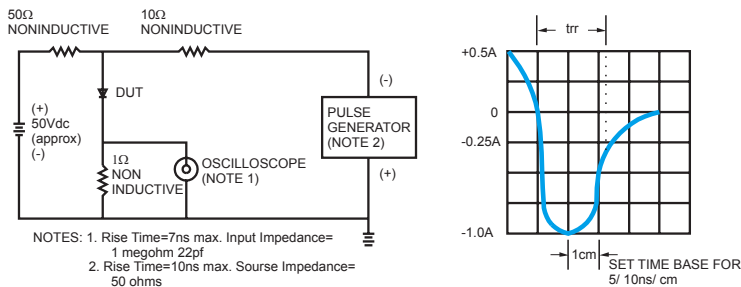 50Ω
NONINDUCTIVE
10Ω
NONINDUCTIVE
DUT
(+)
50Vdc
(approx)
(-)
1Ω
NON
INDUCTIVE
OSCILLOSCOPE
(NOTE 1)
(-)
PULSE
GENERATOR
(NOTE 2)
(+)
NOTES: 1. Rise Time=7ns max. Input Impedance=
1 megohm 22pf
2. Rise Time=10ns max. Sourse Impedance=
50 ohms
trr
+0.5A
0
-0.25A
-1.0A
1cm
SET TIME BASE FOR
5/ 10ns/ cm